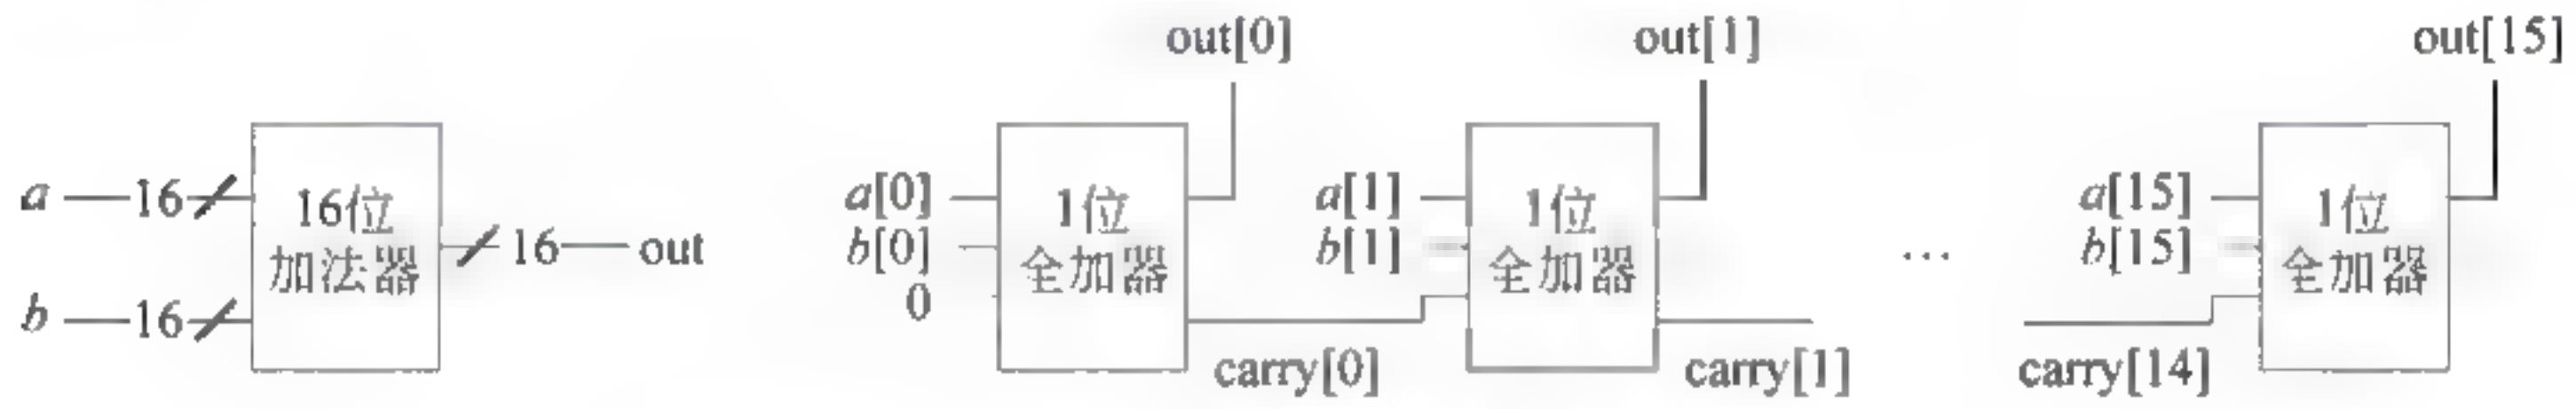 a 16
16位
加法器
16 out
b 16
out[0]
a[0]
b[0]
0
1位
全加器
carry[0]
out[1]
a[1]
b[1]
1位
全加器
carry[1]
...
out[15]
a[15]
b[15]
1位
全加器
carry[14]